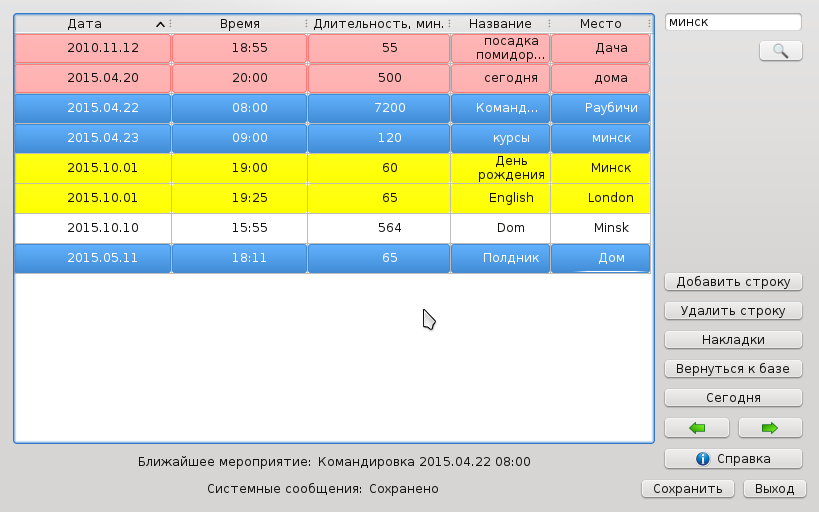 Дата Время Длительность, мин. Название Место
2010.11.12 18:55 55 посадка помидор... Дача
2015.04.20 20:00 500 сегодня дома
2015.04.22 08:00 7200 Команд... Раубичи
2015.04.23 09:00 120 курсы минск
2015.10.01 19:00 60 День рождения Минск
2015.10.01 19:25 65 English London
2015.10.10 15:55 564 Dom Minsk
2015.05.11 18:11 65 Полдник Дом
минск
Добавить строку
Удалить строку
Накладки
Вернуться к базе
Сегодня
Справка
Сохранить Выход
Ближайшее мероприятие: Командировка 2015.04.22 08:00
Системные сообщения: Сохранено